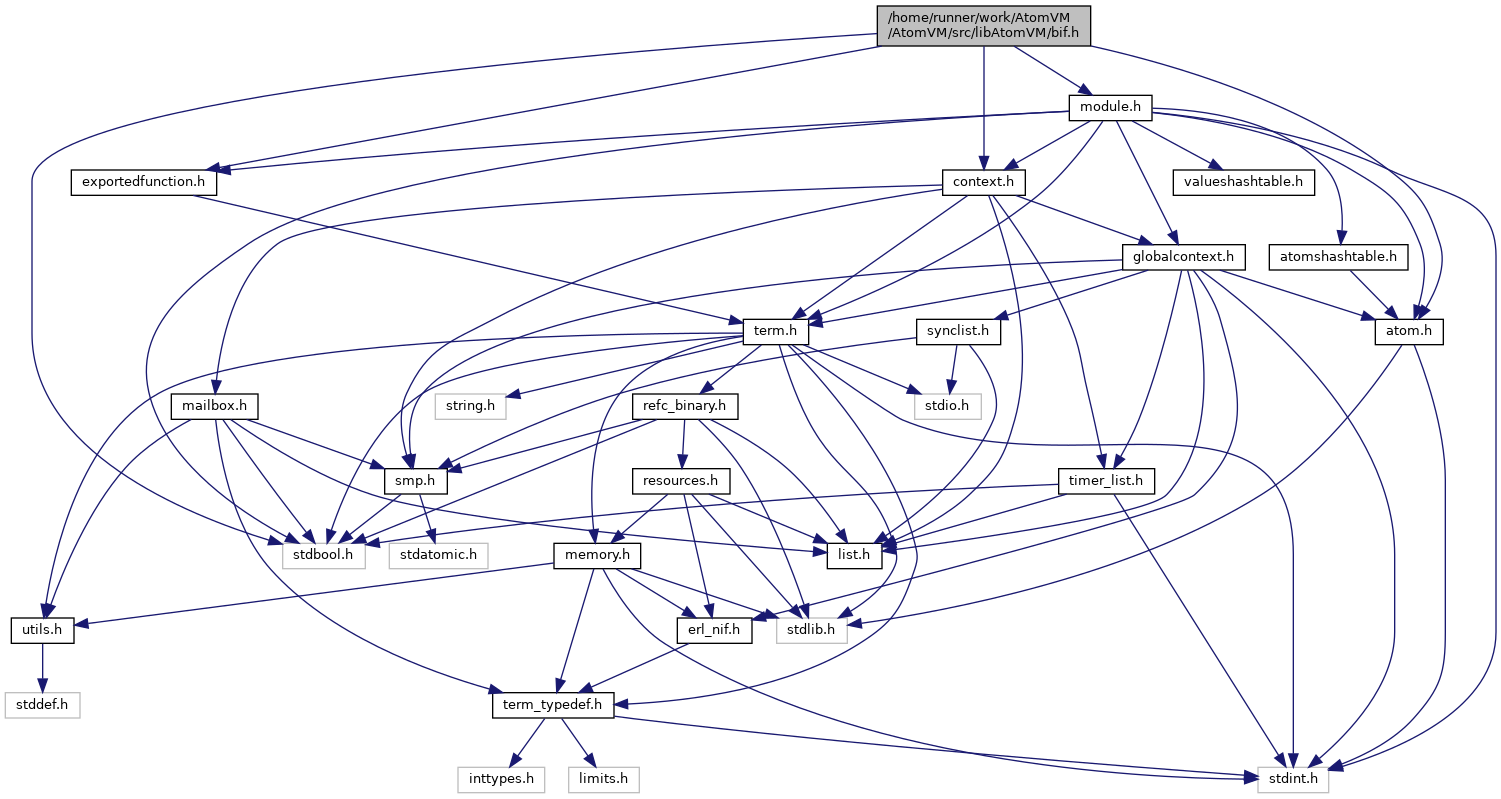 /home/runner/work/AtomVM
/AtomVM/src/libAtomVM/bif.h
module.h
exportedfunction.h
context.h
valueshashtable.h
globalcontext.h
atomshashtable.h
term.h
synclist.h
atom.h
mailbox.h
string.h
refc_binary.h
stdio.h
smp.h
resources.h
timer_list.h
stdbool.h
stdatomic.h
memory.h
list.h
utils.h
erl_nif.h
stdlib.h
stddef.h
term_typedef.h
inttypes.h
limits.h
stdint.h